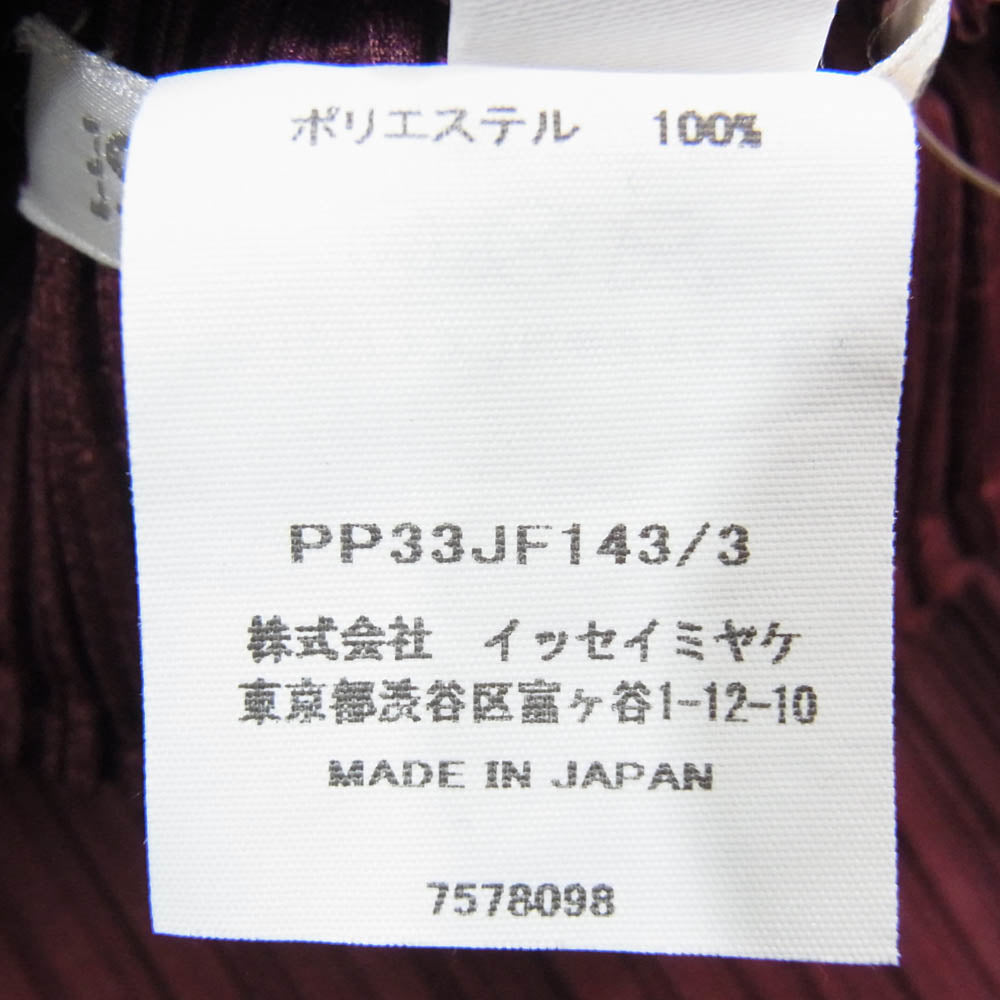 ポリエステル 100%
PP33JF143/3
株式会社 イッセイミヤケ
東京都渋谷区富ヶ谷1-12-10
MADE IN JAPAN
7578098